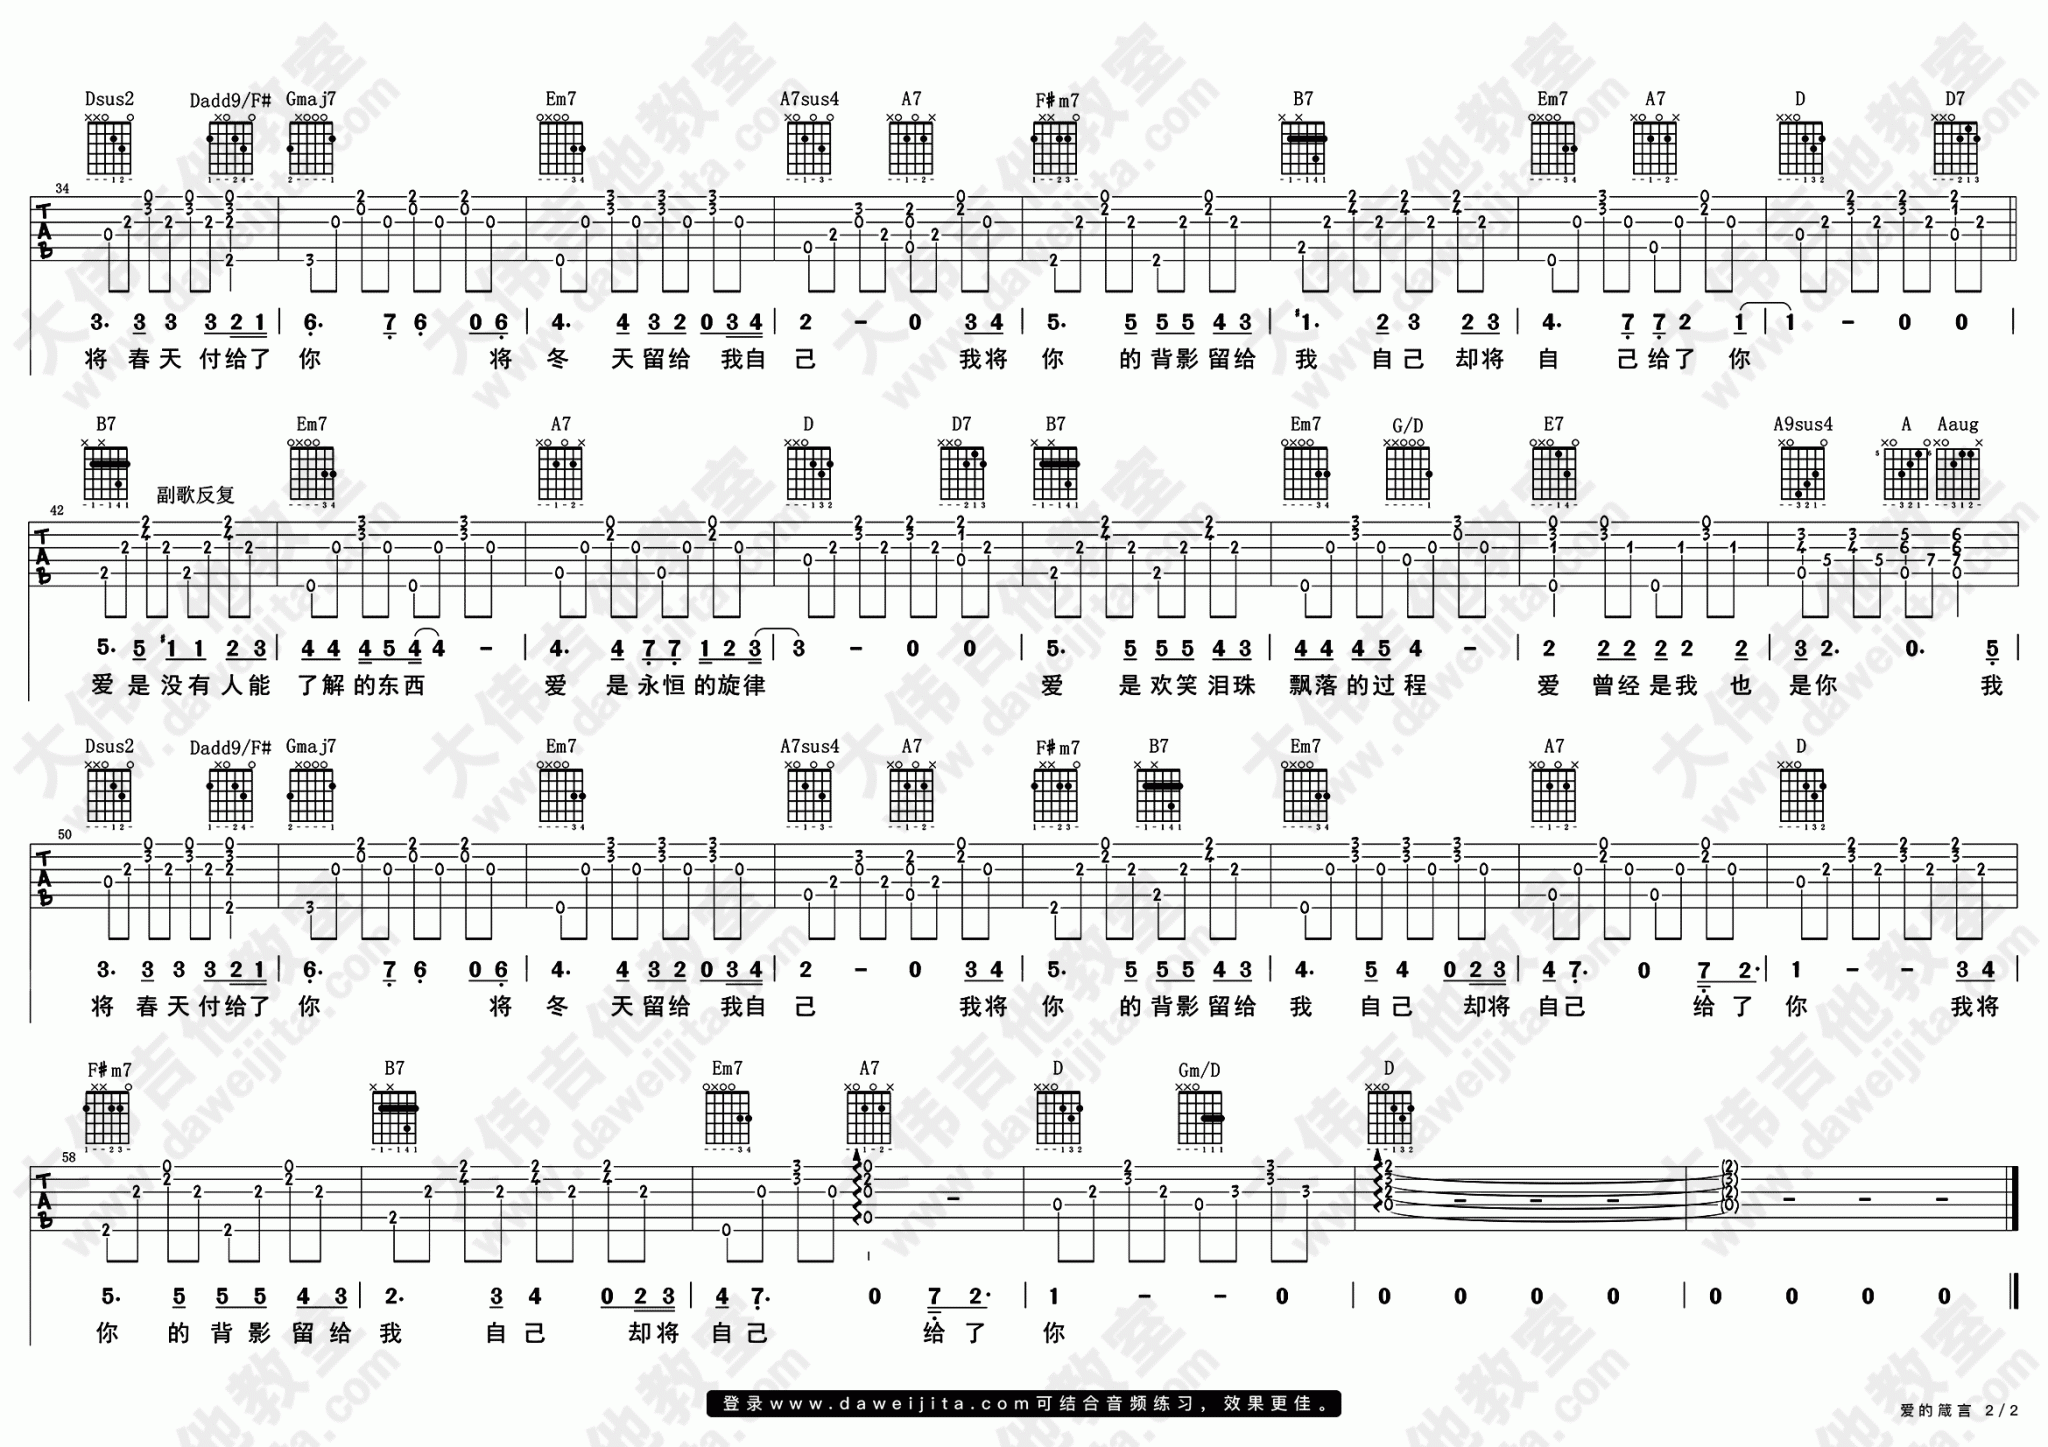 Dsus2 Dadd9/F# Gmaj7 Em7 A7sus4 A7 F#m7 B7 Em7 A7 D D7
34
3. 3 3 3 2 1 | 6. 7 6 0 6 | 4. 4 3 2 0 3 4 | 2 - 0 3 4 | 5. 5 5 5 4 3 | #1. 2 3 2 3 | 4. 7 7 2 1 | 1 - 0 0 |
将 春天 付给了 你 将 冬 天留给 我自 己 我将 你 的背影留给 我 自己 却将 自 己给了 你
B7 Em7 A7 D D7 B7 Em7 G/D E7 A9sus4 A Aaug
副歌反复
42
5. 5 #1 1 2 3 | 4 4 4 5 4 4 - | 4. 4 7 7 1 2 3 | 3 - 0 0 | 5. 5 5 5 4 3 | 4 4 4 5 4 - | 2 2 2 2 2 2 | 3 2. 0. 5 |
爱 是没有人能 了解的东西 爱 是永恒的旋律 爱 是欢笑泪珠 飘落的过程 爱 曾经是我 也 是你 我
Dsus2 Dadd9/F# Gmaj7 Em7 A7sus4 A7 F#m7 B7 Em7 A7 D
50
3. 3 3 3 2 1 | 6. 7 6 0 6 | 4. 4 3 2 0 3 4 | 2 - 0 3 4 | 5. 5 5 5 4 3 | 4. 5 4 0 2 3 | 4 7. 0 7 2. | 1 - - 3 4 |
将 春天付给了 你 将 冬 天留给 我自 己 我将 你 的背影留给 我 自己 却将 自己 给了 你 我将
F#m7 B7 Em7 A7 D Gm/D D
58
5. 5 5 5 4 3 | 2. 3 4 0 2 3 | 4 7. 0 7 2. | 1 - - 0 | 0 0 0 0 | 0 0 0 0
你 的背影留给 我 自己 却将 自己 给了 你
登录www.daweijita.com可结合音频练习，效果更佳。
爱的箴言 2/2
大伟吉他教室
www.daweijita.com